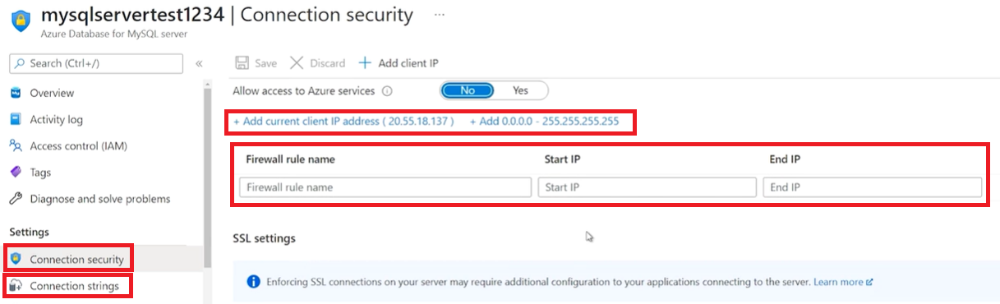 mysqlservertest1234 | Connection security ...
Azure Database for MySQL server
Search (Ctrl+/) «
Overview
Activity log
Access control (IAM)
Tags
Diagnose and solve problems
Settings
Connection security
Connection strings
Save Discard + Add client IP
Allow access to Azure services No Yes
+ Add current client IP address ( 20.55.18.137 ) + Add 0.0.0.0 - 255.255.255.255
Firewall rule name Start IP End IP
Firewall rule name Start IP End IP
SSL settings
Enforcing SSL connections on your server may require additional configuration to your applications connecting to the server. Learn more